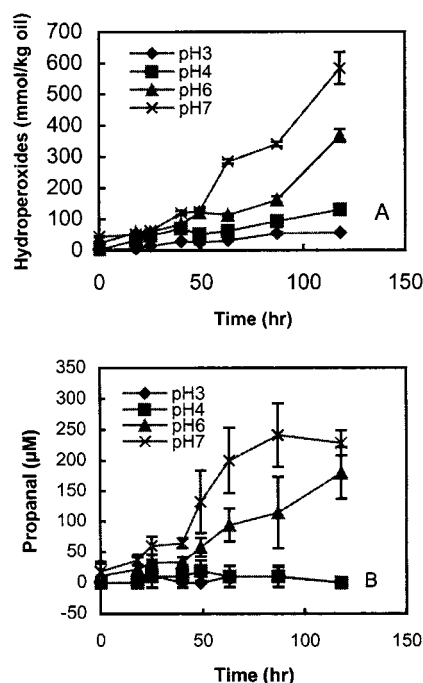 700
600
500
400
300
200
100
0
Hydroperoxides (mmol/kg oil)
pH3
pH4
pH6
pH7
A
0 50 100 150
Time (hr)
350
300
250
200
150
100
50
0
-50
Propanal (µM)
pH3
pH4
pH6
pH7
B
0 50 100 150
Time (hr)